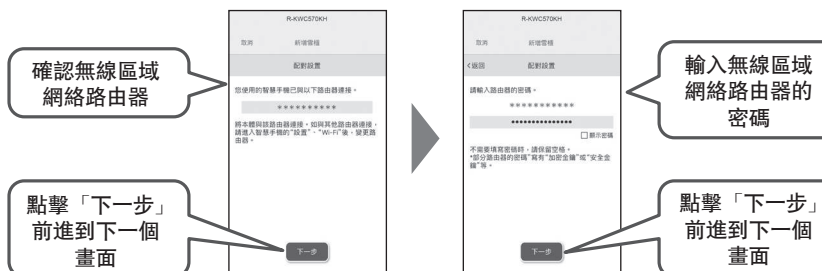 確認無線區域
網絡路由器
點擊「下一步」
前進到下一個
畫面
R-KWC570KH
取消 新增雪櫃
配對設置
您使用的智慧手機已與以下路由器連接。
**********
將本體與該路由器連接。如與其他路由器連接，
請進入智慧手機的"設置"、"Wi-Fi"後，變更路
由器。
下一步
R-KWC570KH
取消 新增雪櫃
<返回 配對設置
請輸入路由器的密碼。
***********
•••••••••••••••
顯示密碼
不需要填寫密碼時，請保留空格。
*部分路由器的密碼"寫有"加密金鑰"或"安全金
鑰"等。
下一步
輸入無線區域
網絡路由器的
密碼
點擊「下一步」
前進到下一個
畫面